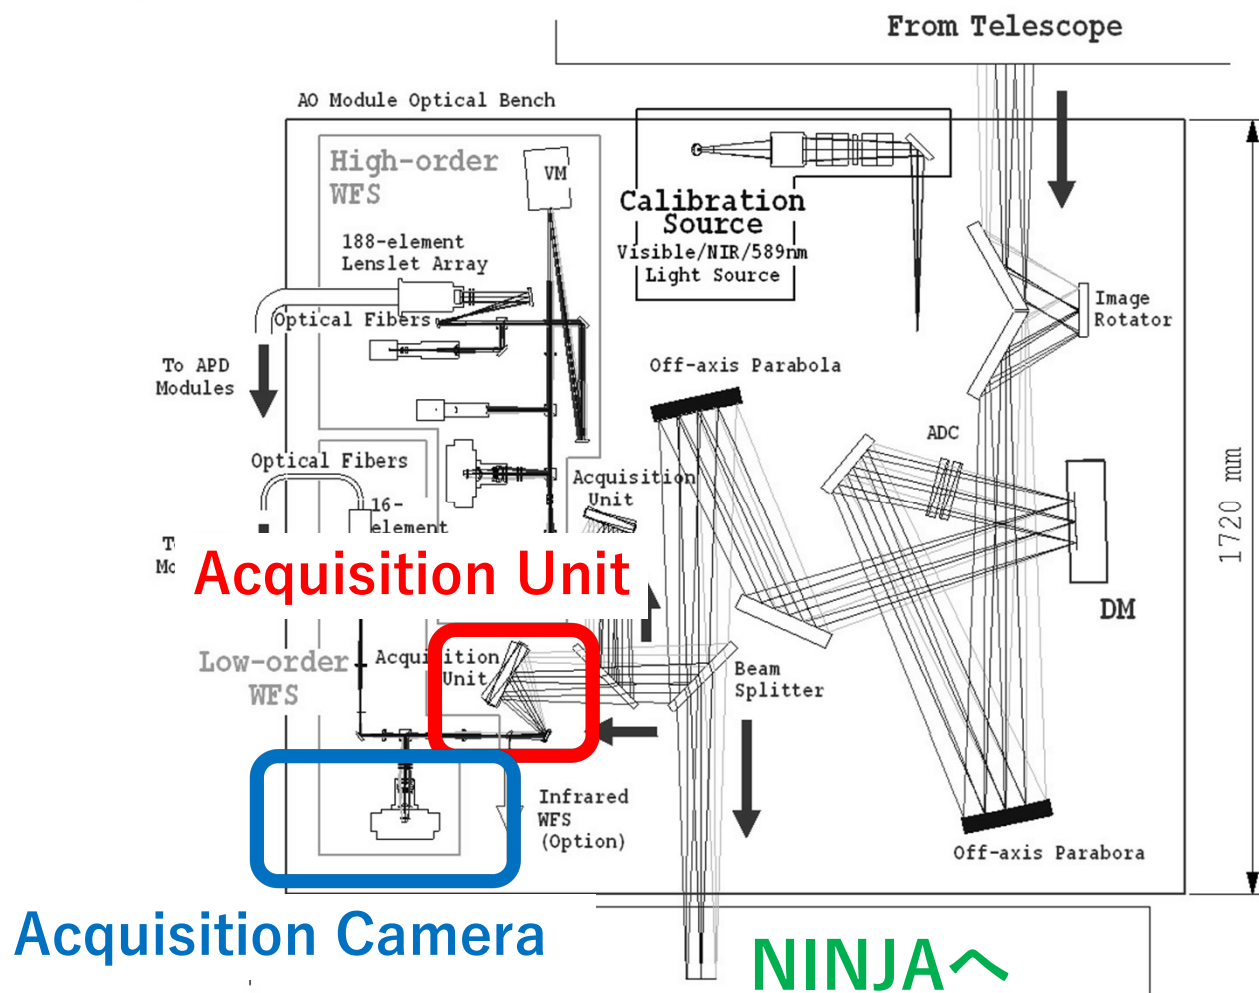 From Telescope
AO Module Optical Bench
High-order
WFS
VM
Calibration
Source
Visible/NIR/589nm
Light Source
188-element
Lenslet Array
Optical Fibers
Image
Rotator
To APD
Modules
Off-axis Parabola
ADC
Optical Fibers
Acquisition
Unit
16-
element
1720 mm
Acquisition Unit
DM
Low-order
WFS
Acquisition
Unit
Beam
Splitter
Infrared
WFS
(Option)
Off-axis Parabora
Acquisition Camera
NINJAへ